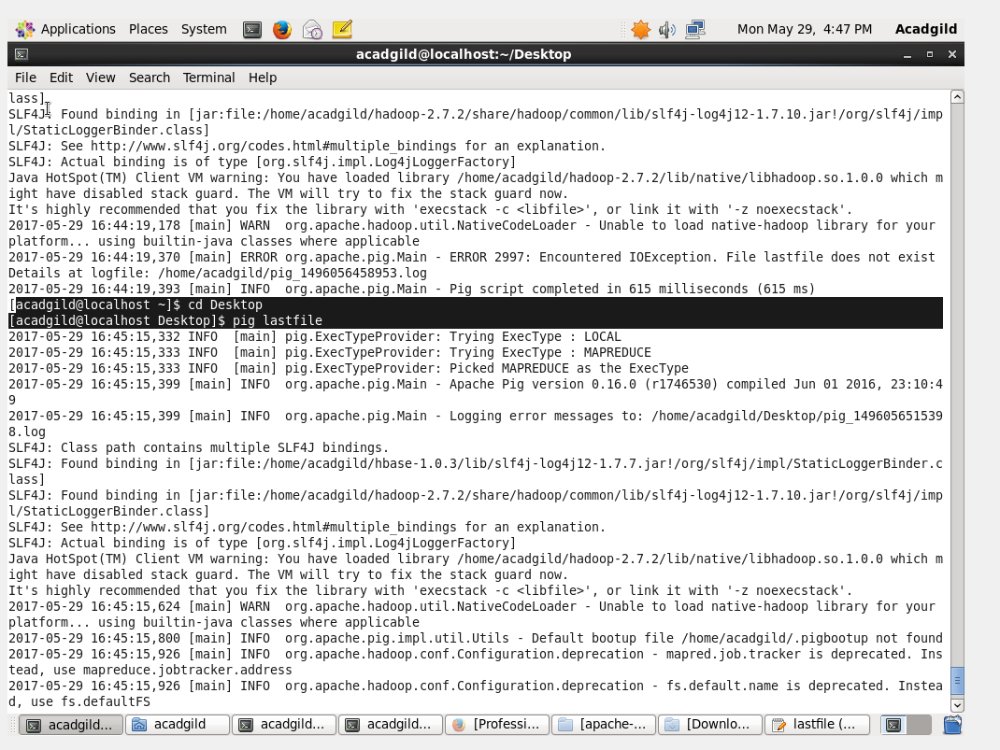 Applications Places System Mon May 29, 4:47 PM Acadgild
acadgild@localhost:~/Desktop
File Edit View Search Terminal Help
lass]
SLF4J: Found binding in [jar:file:/home/acadgild/hadoop-2.7.2/share/hadoop/common/lib/slf4j-log4j12-1.7.10.jar!/org/slf4j/imp
l/StaticLoggerBinder.class]
SLF4J: See http://www.slf4j.org/codes.html#multiple_bindings for an explanation.
SLF4J: Actual binding is of type [org.slf4j.impl.Log4jLoggerFactory]
Java HotSpot(TM) Client VM warning: You have loaded library /home/acadgild/hadoop-2.7.2/lib/native/libhadoop.so.1.0.0 which m
ight have disabled stack guard. The VM will try to fix the stack guard now.
It's highly recommended that you fix the library with 'execstack -c <libfile>', or link it with '-z noexecstack'.
2017-05-29 16:44:19,178 [main] WARN  org.apache.hadoop.util.NativeCodeLoader - Unable to load native-hadoop library for your
platform... using builtin-java classes where applicable
2017-05-29 16:44:19,370 [main] ERROR org.apache.pig.Main - ERROR 2997: Encountered IOException. File lastfile does not exist
Details at logfile: /home/acadgild/pig_1496056458953.log
2017-05-29 16:44:19,393 [main] INFO  org.apache.pig.Main - Pig script completed in 615 milliseconds (615 ms)
[acadgild@localhost ~]$ cd Desktop
[acadgild@localhost Desktop]$ pig lastfile
2017-05-29 16:45:15,332 INFO  [main] pig.ExecTypeProvider: Trying ExecType : LOCAL
2017-05-29 16:45:15,333 INFO  [main] pig.ExecTypeProvider: Trying ExecType : MAPREDUCE
2017-05-29 16:45:15,333 INFO  [main] pig.ExecTypeProvider: Picked MAPREDUCE as the ExecType
2017-05-29 16:45:15,399 [main] INFO  org.apache.pig.Main - Apache Pig version 0.16.0 (r1746530) compiled Jun 01 2016, 23:10:4
9
2017-05-29 16:45:15,399 [main] INFO  org.apache.pig.Main - Logging error messages to: /home/acadgild/Desktop/pig_149605651539
8.log
SLF4J: Class path contains multiple SLF4J bindings.
SLF4J: Found binding in [jar:file:/home/acadgild/hbase-1.0.3/lib/slf4j-log4j12-1.7.7.jar!/org/slf4j/impl/StaticLoggerBinder.c
lass]
SLF4J: Found binding in [jar:file:/home/acadgild/hadoop-2.7.2/share/hadoop/common/lib/slf4j-log4j12-1.7.10.jar!/org/slf4j/imp
l/StaticLoggerBinder.class]
SLF4J: See http://www.slf4j.org/codes.html#multiple_bindings for an explanation.
SLF4J: Actual binding is of type [org.slf4j.impl.Log4jLoggerFactory]
Java HotSpot(TM) Client VM warning: You have loaded library /home/acadgild/hadoop-2.7.2/lib/native/libhadoop.so.1.0.0 which m
ight have disabled stack guard. The VM will try to fix the stack guard now.
It's highly recommended that you fix the library with 'execstack -c <libfile>', or link it with '-z noexecstack'.
2017-05-29 16:45:15,624 [main] WARN  org.apache.hadoop.util.NativeCodeLoader - Unable to load native-hadoop library for your
platform... using builtin-java classes where applicable
2017-05-29 16:45:15,800 [main] INFO  org.apache.pig.impl.util.Utils - Default bootup file /home/acadgild/.pigbootup not found
2017-05-29 16:45:15,926 [main] INFO  org.apache.hadoop.conf.Configuration.deprecation - mapred.job.tracker is deprecated. Ins
tead, use mapreduce.jobtracker.address
2017-05-29 16:45:15,926 [main] INFO  org.apache.hadoop.conf.Configuration.deprecation - fs.default.name is deprecated. Instea
d, use fs.defaultFS
acadgild... acadgild acadgild... acadgild... [Professi... [apache-... [Downlo... lastfile (...